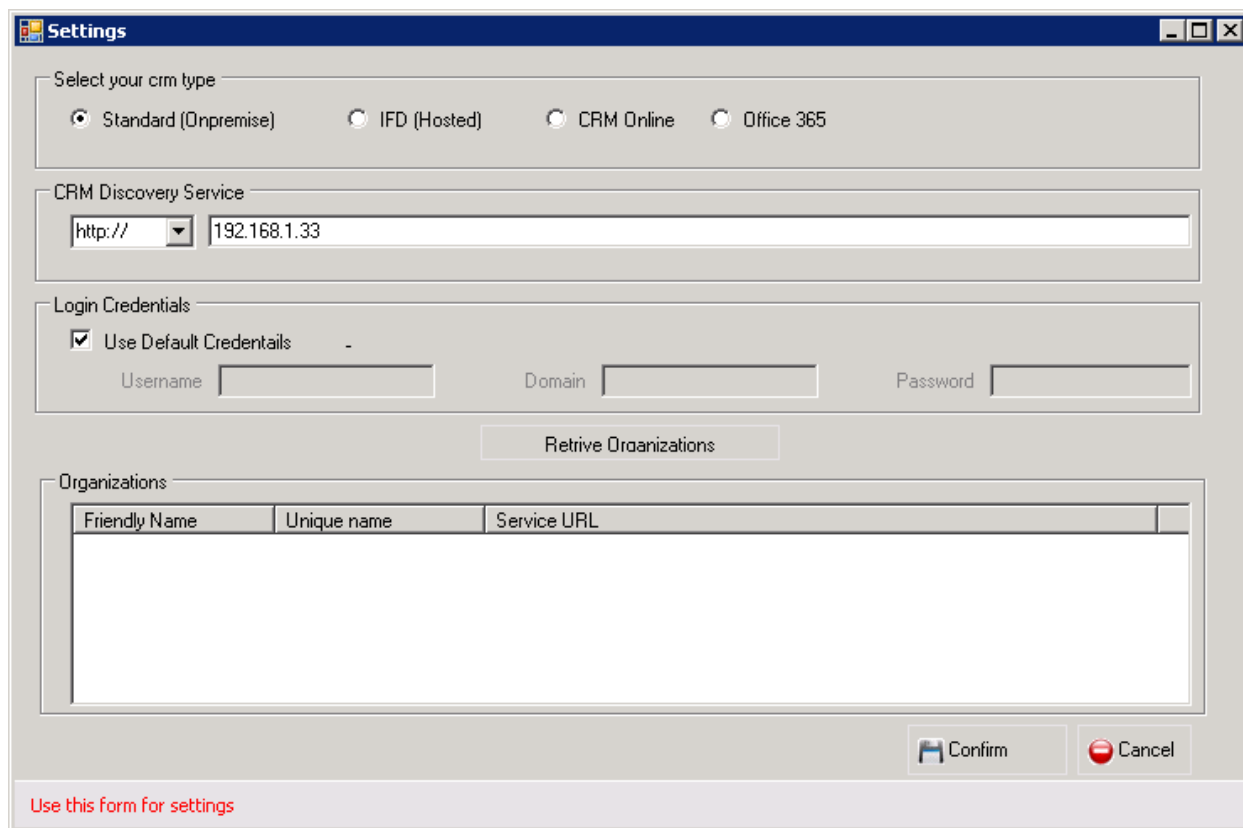 Settings
Select your crm type
Standard (Onpremise) IFD (Hosted) CRM Online Office 365
CRM Discovery Service
http:// 192.168.1.33
Login Credentials
Use Default Credentails -
Username Domain Password
Retrive Organizations
Organizations
Friendly Name Unique name Service URL
Confirm Cancel
Use this form for settings